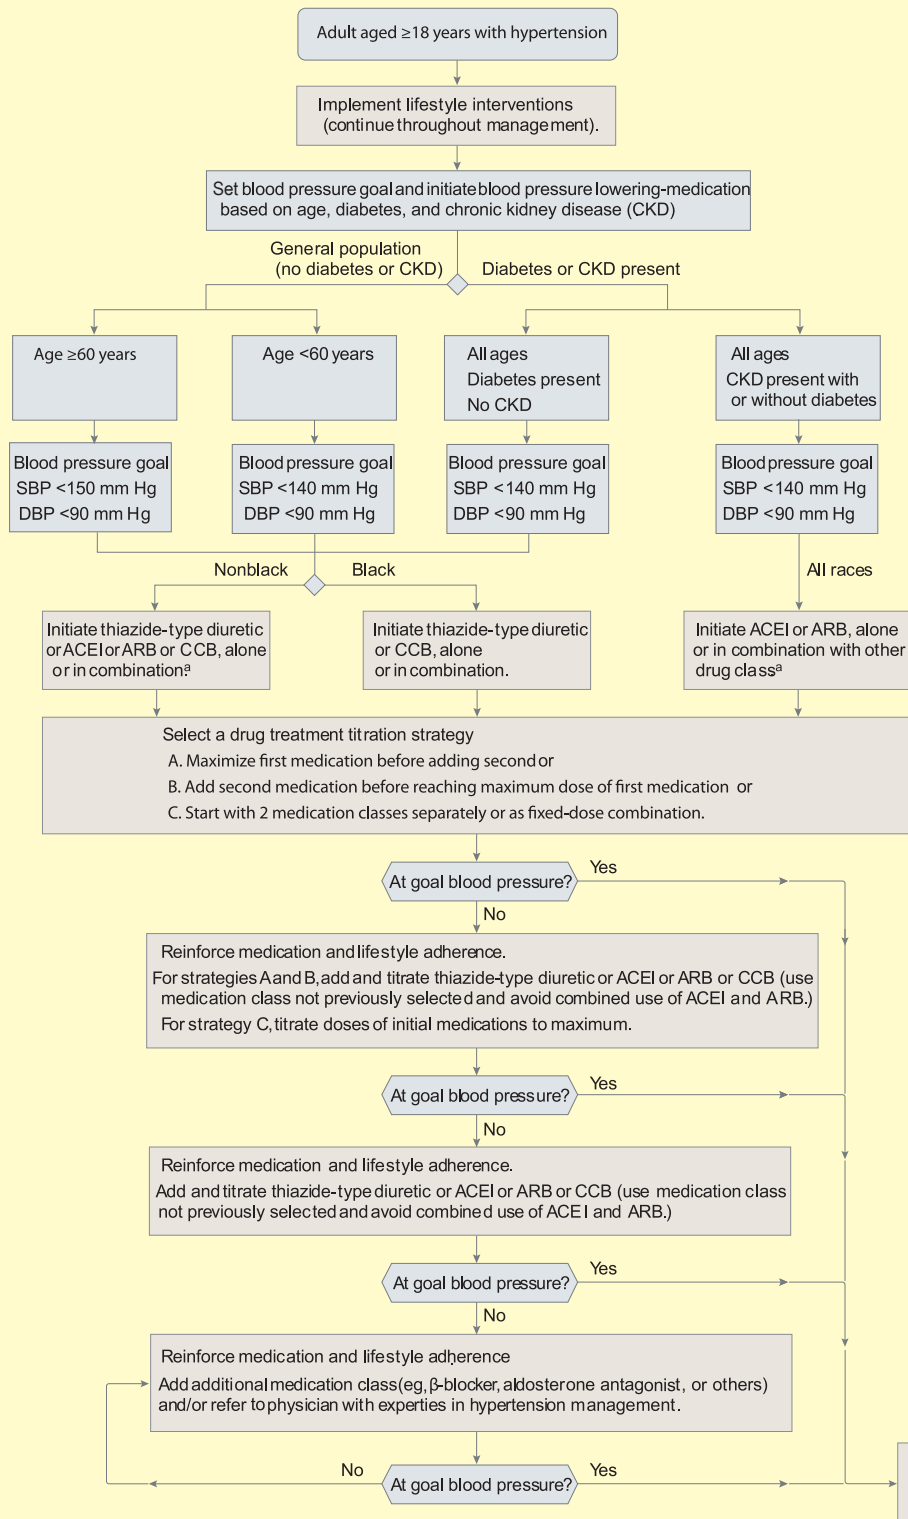 Adult aged ≥18 years with hypertension
Implement lifestyle interventions
(continue throughout management).
Set blood pressure goal and initiate blood pressure lowering-medication
based on age, diabetes, and chronic kidney disease (CKD)
General population
(no diabetes or CKD)
Diabetes or CKD present
Age ≥60 years
Age <60 years
All ages
Diabetes present
No CKD
All ages
CKD present with
or without diabetes
Blood pressure goal
SBP <150 mm Hg
DBP <90 mm Hg
Blood pressure goal
SBP <140 mm Hg
DBP <90 mm Hg
Blood pressure goal
SBP <140 mm Hg
DBP <90 mm Hg
Blood pressure goal
SBP <140 mm Hg
DBP <90 mm Hg
Nonblack
Black
All races
Initiate thiazide-type diuretic
or ACEI or ARB or CCB, alone
or in combination.ª
Initiate thiazide-type diuretic
or CCB, alone
or in combination.
Initiate ACEI or ARB, alone
or in combination with other
drug classª
Select a drug treatment titration strategy
A. Maximize first medication before adding second or
B. Add second medication before reaching maximum dose of first medication or
C. Start with 2 medication classes separately or as fixed-dose combination.
At goal blood pressure?
Yes
No
Reinforce medication and lifestyle adherence.
For strategies A and B, add and titrate thiazide-type diuretic or ACEI or ARB or CCB (use
medication class not previously selected and avoid combined use of ACEI and ARB.)
For strategy C, titrate doses of initial medications to maximum.
At goal blood pressure?
Yes
No
Reinforce medication and lifestyle adherence.
Add and titrate thiazide-type diuretic or ACEI or ARB or CCB (use medication class
not previously selected and avoid combined use of ACEI and ARB.)
At goal blood pressure?
Yes
No
Reinforce medication and lifestyle adherence
Add additional medication class (eg, β-blocker, aldosterone antagonist, or others)
and/or refer to physician with experties in hypertension management.
No
At goal blood pressure?
Yes